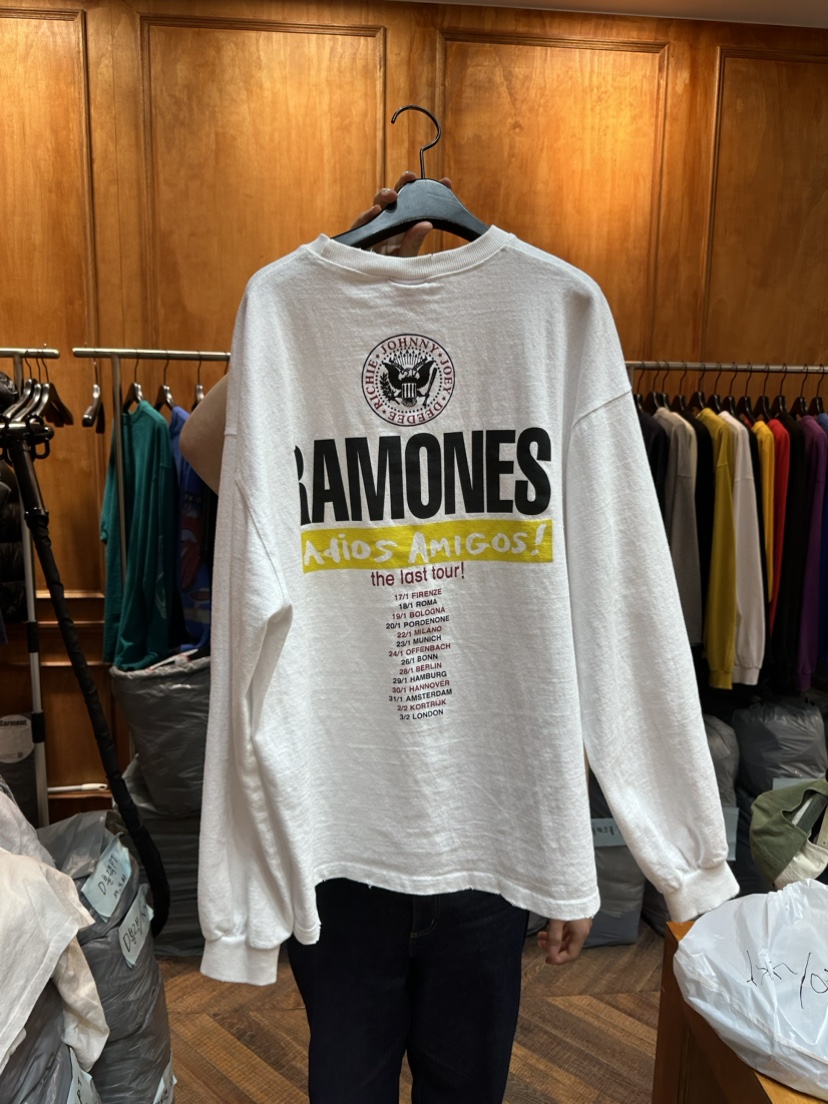 RICHIE • JOHNNY • JOEY • DEEDEE
RAMONES
Adios AMIGOS!
the last tour!
17/1 FIRENZE
18/1 ROMA
19/1 BOLOGNA
20/1 PORDENONE
22/1 MILANO
23/1 MUNICH
24/1 OFFENBACH
26/1 BONN
28/1 BERLIN
29/1 HAMBURG
30/1 HANNOVER
31/1 AMSTERDAM
2/2 KORTRIJK
3/2 LONDON
Garment